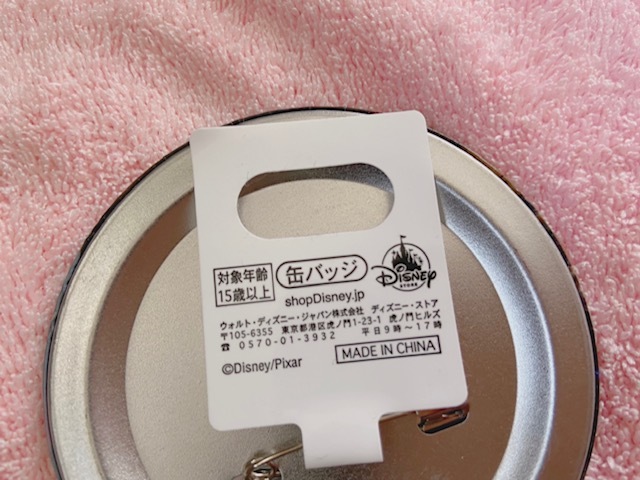 対象年齢
15歳以上
缶バッジ
Disney
STORE
shopDisney.jp
ウォルト・ディズニー・ジャパン株式会社 ディズニー・ストア
〒105-6355 東京都港区虎ノ門1-23-1 虎ノ門ヒルズ
☎ 0570-01-3932 平日9時〜17時
©Disney/Pixar
MADE IN CHINA